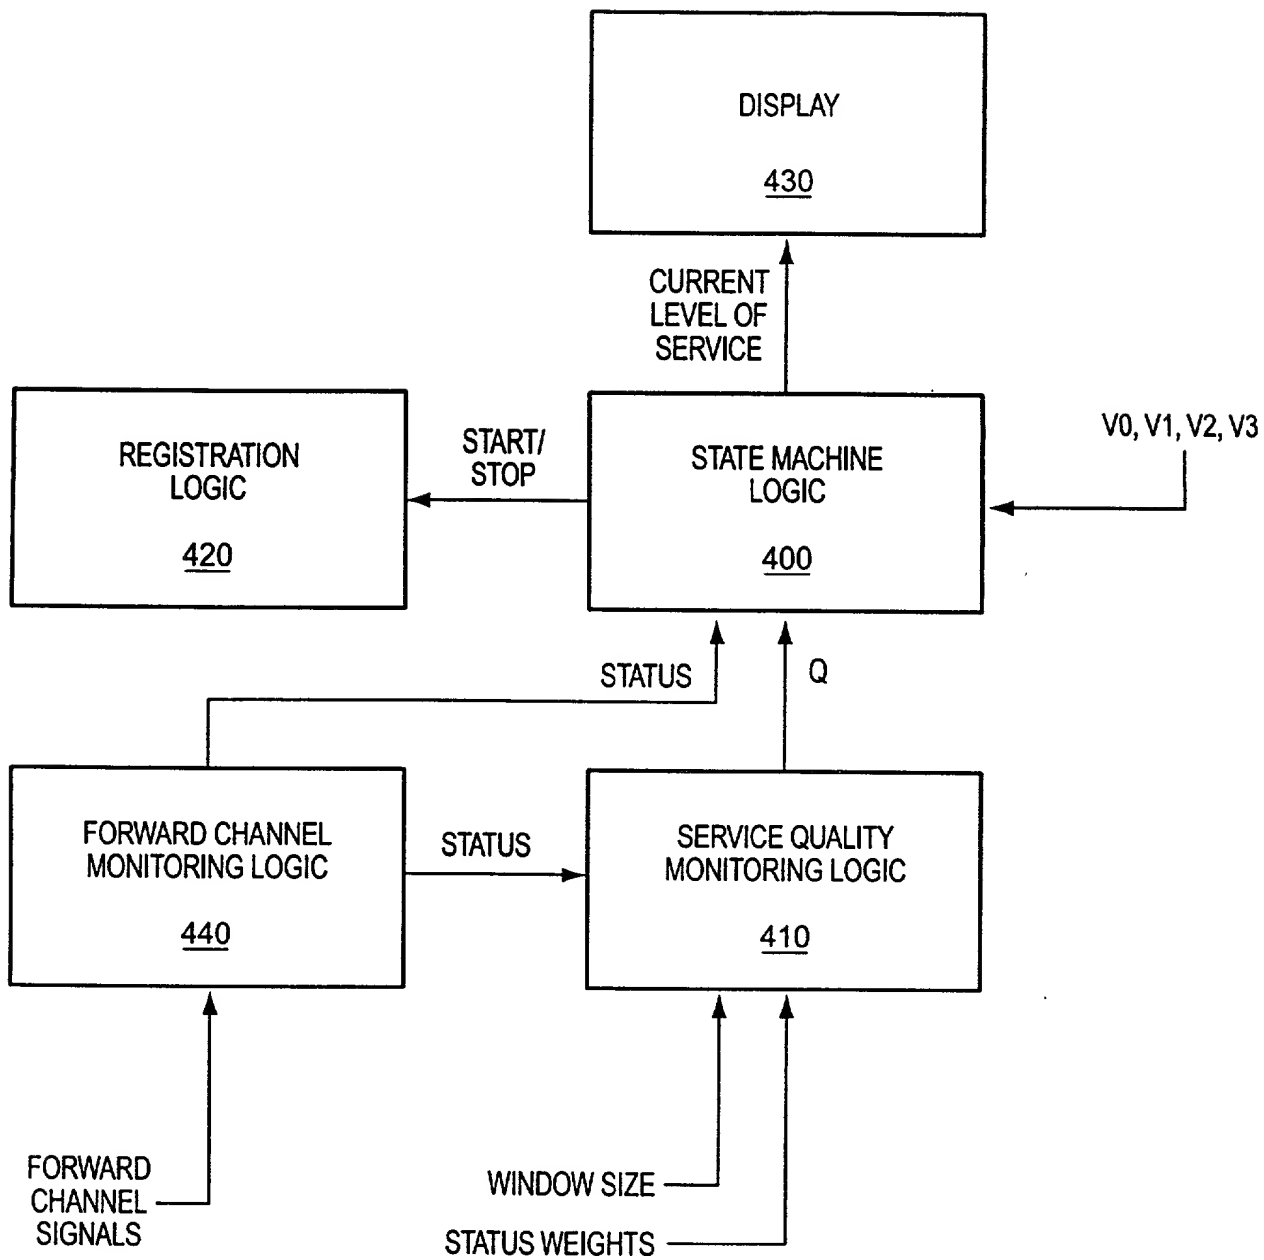 DISPLAY
430
CURRENT
LEVEL OF
SERVICE
REGISTRATION
LOGIC
420
START/
STOP
STATE MACHINE
LOGIC
400
V0, V1, V2, V3
STATUS
Q
FORWARD CHANNEL
MONITORING LOGIC
440
STATUS
SERVICE QUALITY
MONITORING LOGIC
410
FORWARD
CHANNEL
SIGNALS
WINDOW SIZE
STATUS WEIGHTS